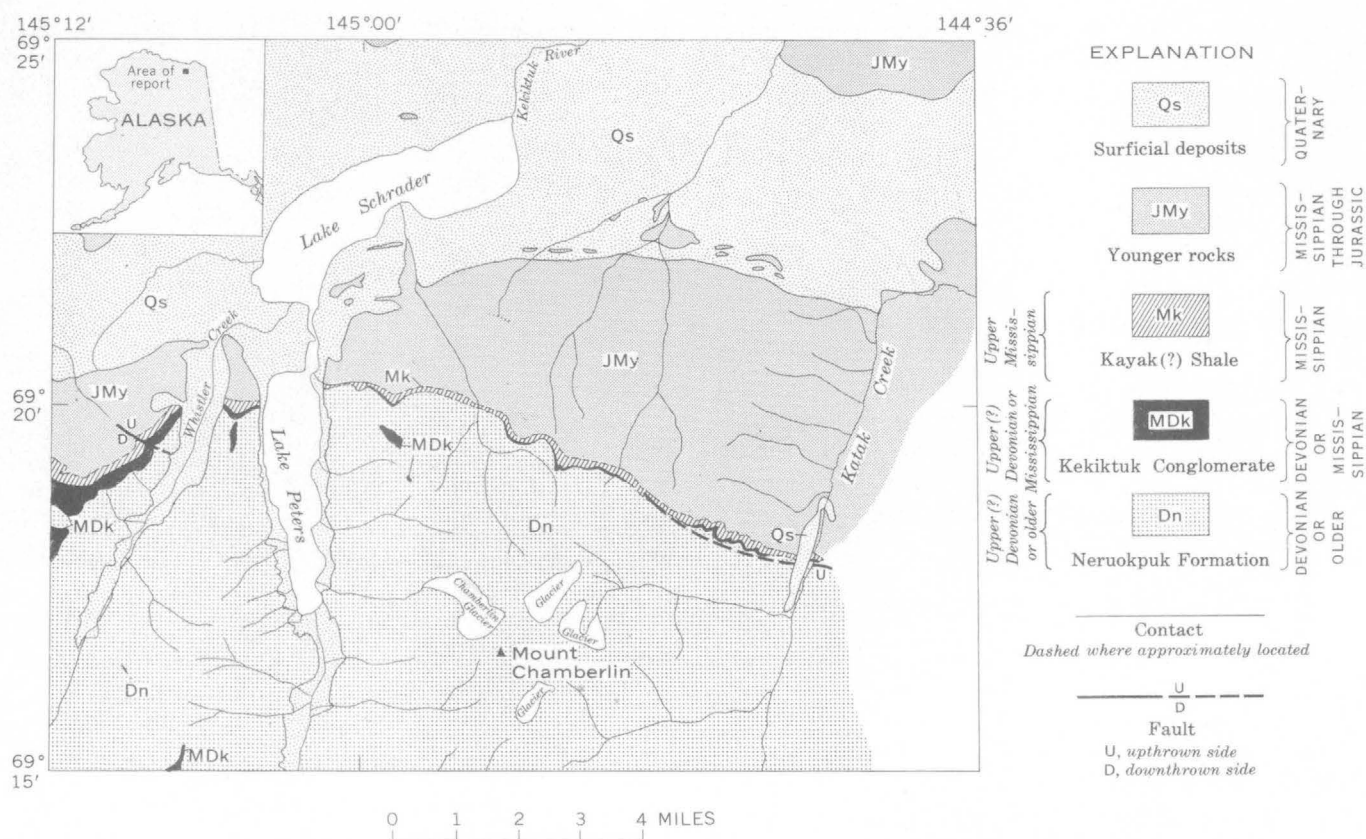 145°12′
145°00′
144°36′
69°
25′
Area of
report
ALASKA
Kekiktuk River
JMy
Qs
Lake Schrader
Qs
Creek
Whistler
JMy
Mk
JMy
Katak Creek
69°
20′
U
D
Lake Peters
MDk
MDk
Dn
Qs
U
Chamberlin
Glacier
Glacier
Glacier
Mount
Chamberlin
Glacier
Dn
MDk
69°
15′
0 1 2 3 4 MILES
EXPLANATION
Qs
Surficial deposits
QUATER-
NARY
JMy
Younger rocks
MISSIS-
SIPPIAN
THROUGH
JURASSIC
Upper
Missis-
sippian
Mk
Kayak(?) Shale
MISSIS-
SIPPIAN
Upper(?)
Devonian or
Mississippian
MDk
Kekiktuk Conglomerate
DEVONIAN
OR
MISSIS-
SIPPIAN
Upper(?)
Devonian
or older
Dn
Neruokpuk Formation
DEVONIAN
OR
OLDER
Contact
Dashed where approximately located
U
D
Fault
U, upthrown side
D, downthrown side